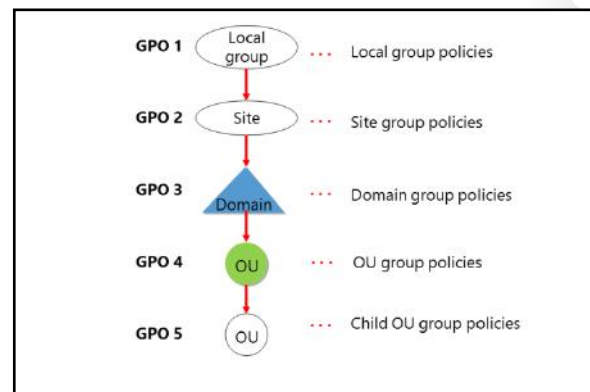 GPO 1 Local group ... Local group policies
GPO 2 Site ... Site group policies
GPO 3 Domain ... Domain group policies
GPO 4 OU ... OU group policies
GPO 5 OU ... Child OU group policies